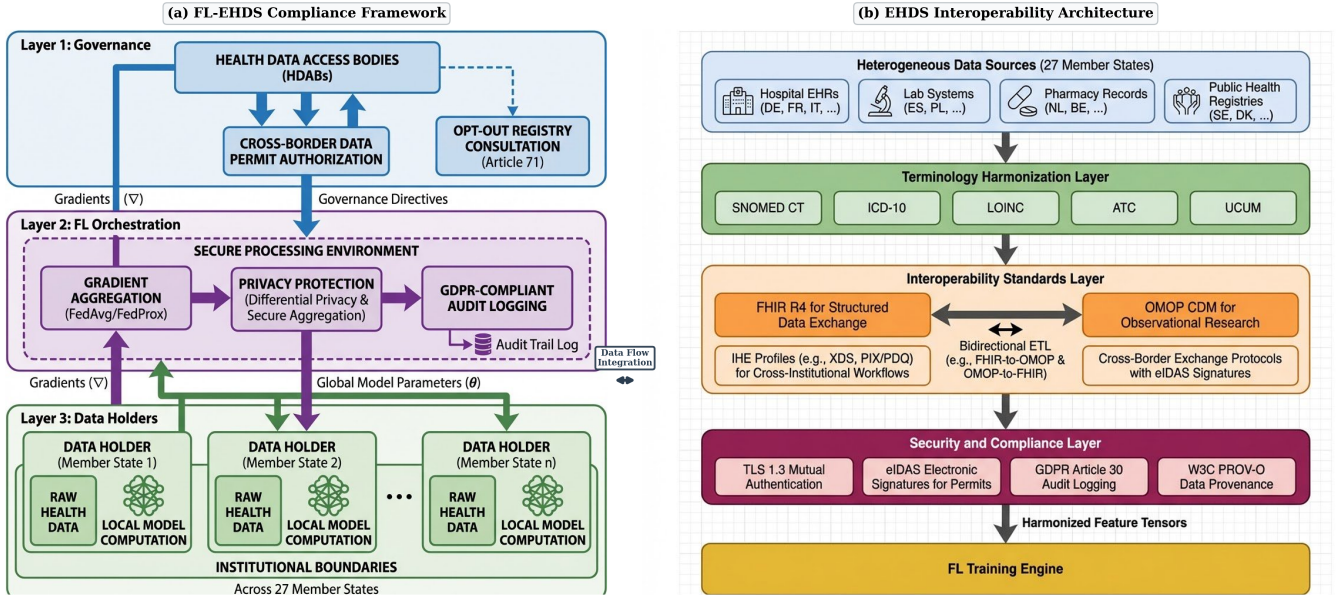 (a) FL-EHDS Compliance Framework
Layer 1: Governance
HEALTH DATA ACCESS BODIES
(HDABs)
CROSS-BORDER DATA
PERMIT AUTHORIZATION
OPT-OUT REGISTRY
CONSULTATION
(Article 71)
Gradients (∇)
Governance Directives
Layer 2: FL Orchestration
SECURE PROCESSING ENVIRONMENT
GRADIENT
AGGREGATION
(FedAvg/FedProx)
PRIVACY PROTECTION
(Differential Privacy &
Secure Aggregation)
GDPR-COMPLIANT
AUDIT LOGGING
Audit Trail Log
Gradients (∇)
Global Model Parameters (θ)
Data Flow
Integration
Layer 3: Data Holders
DATA HOLDER
(Member State 1)
RAW
HEALTH
DATA
LOCAL MODEL
COMPUTATION
DATA HOLDER
(Member State 2)
RAW
HEALTH
DATA
LOCAL MODEL
COMPUTATION
...
DATA HOLDER
(Member State n)
RAW
HEALTH
DATA
LOCAL MODEL
COMPUTATION
INSTITUTIONAL BOUNDARIES
Across 27 Member States
(b) EHDS Interoperability Architecture
Heterogeneous Data Sources (27 Member States)
Hospital EHRs
(DE, FR, IT, ...)
Lab Systems
(ES, PL, ...)
Pharmacy Records
(NL, BE, ...)
Public Health
Registries
(SE, DK, ...)
Terminology Harmonization Layer
SNOMED CT
ICD-10
LOINC
ATC
UCUM
Interoperability Standards Layer
FHIR R4 for Structured
Data Exchange
OMOP CDM for
Observational Research
IHE Profiles (e.g., XDS, PIX/PDQ)
for Cross-Institutional Workflows
Bidirectional ETL
(e.g., FHIR-to-OMOP &
OMOP-to-FHIR)
Cross-Border Exchange Protocols
with eIDAS Signatures
Security and Compliance Layer
TLS 1.3 Mutual
Authentication
eIDAS Electronic
Signatures for Permits
GDPR Article 30
Audit Logging
W3C PROV-O
Data Provenance
Harmonized Feature Tensors
FL Training Engine